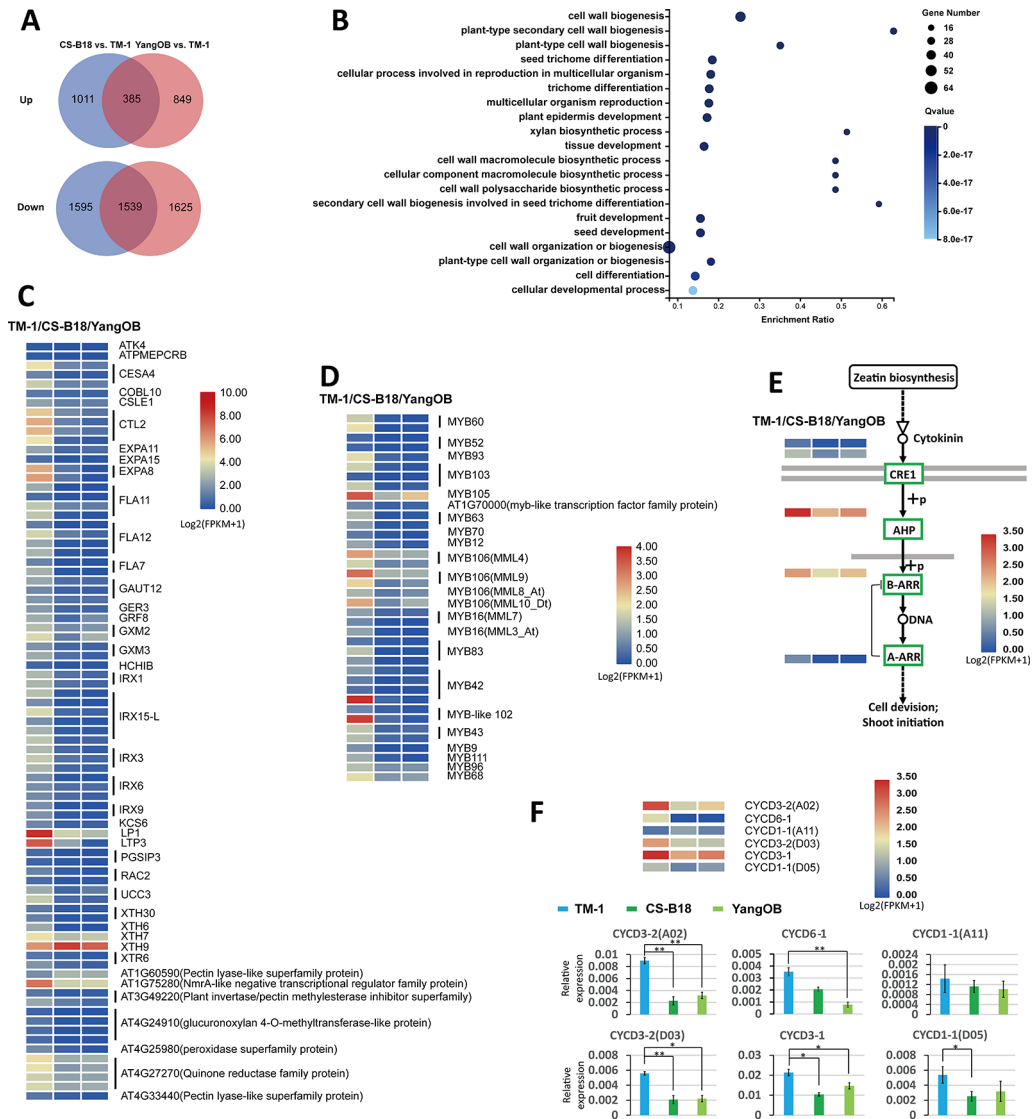 A
CS-B18 vs. TM-1 YangOB vs. TM-1
Up
1011
385
849
Down
1595
1539
1625
B
cell wall biogenesis
plant-type secondary cell wall biogenesis
plant-type cell wall biogenesis
seed trichome differentiation
cellular process involved in reproduction in multicellular organism
trichome differentiation
multicellular organism reproduction
plant epidermis development
xylan biosynthetic process
tissue development
cell wall macromolecule biosynthetic process
cellular component macromolecule biosynthetic process
cell wall polysaccharide biosynthetic process
secondary cell wall biogenesis involved in seed trichome differentiation
fruit development
seed development
cell wall organization or biogenesis
plant-type cell wall organization or biogenesis
cell differentiation
cellular developmental process
0.1 0.2 0.3 0.4 0.5 0.6
Enrichment Ratio
Gene Number
16
28
40
52
64
Qvalue
0
2.0e-17
4.0e-17
6.0e-17
8.0e-17
C
TM-1/CS-B18/YangOB
ATK4
ATPMEPCRB
CESA4
COBL10
CSLE1
CTL2
EXPA11
EXPA15
EXPA8
FLA11
FLA12
FLA7
GAUT12
GER3
GRF8
GXM2
GXM3
HCHIB
IRX1
IRX15-L
IRX3
IRX6
IRX9
KCS6
LP1
LTP3
PGSIP3
RAC2
UCC3
XTH30
XTH6
XTH7
XTH9
XTR6
AT1G60590(Pectin lyase-like superfamily protein)
AT1G75280(NmrA-like negative transcriptional regulator family protein)
AT3G49220(Plant invertase/pectin methylesterase inhibitor superfamily)
AT4G24910(glucuronoxylan 4-O-methyltransferase-like protein)
AT4G25980(peroxidase superfamily protein)
AT4G27270(Quinone reductase family protein)
AT4G33440(Pectin lyase-like superfamily protein)
10.00
8.00
6.00
4.00
2.00
0.00
Log2(FPKM+1)
D
TM-1/CS-B18/YangOB
MYB60
MYB52
MYB93
MYB103
MYB105
AT1G70000(myb-like transcription factor family protein)
MYB63
MYB70
MYB12
MYB106(MML4)
MYB106(MML9)
MYB106(MML8_At)
MYB106(MML10_Dt)
MYB16(MML7)
MYB16(MML3_At)
MYB83
MYB42
MYB-like 102
MYB43
MYB9
MYB111
MYB96
MYB68
4.00
3.50
3.00
2.50
2.00
1.50
1.00
0.50
0.00
Log2(FPKM+1)
E
Zeatin biosynthesis
TM-1/CS-B18/YangOB
Cytokinin
CRE1
+p
AHP
+p
B-ARR
DNA
A-ARR
Cell devision;
Shoot initiation
3.50
3.00
2.50
2.00
1.50
1.00
0.50
0.00
Log2(FPKM+1)
F
CYCD3-2(A02)
CYCD6-1
CYCD1-1(A11)
CYCD3-2(D03)
CYCD3-1
CYCD1-1(D05)
3.50
3.00
2.50
2.00
1.50
1.00
0.50
0.00
Log2(FPKM+1)
TM-1 CS-B18 YangOB
CYCD3-2(A02)
Relative
expression
0.01
0.008
0.006
0.004
0.002
0
**
**
CYCD6-1
0.005
0.004
0.003
0.002
0.001
0
**
CYCD1-1(A11)
0.0024
0.002
0.0016
0.0012
0.0008
0.0004
0
CYCD3-2(D03)
Relative
expression
0.008
0.006
0.004
0.002
0
*
**
CYCD3-1
0.03
0.02
0.01
0
*
*
CYCD1-1(D05)
0.008
0.006
0.004
0.002
0
*